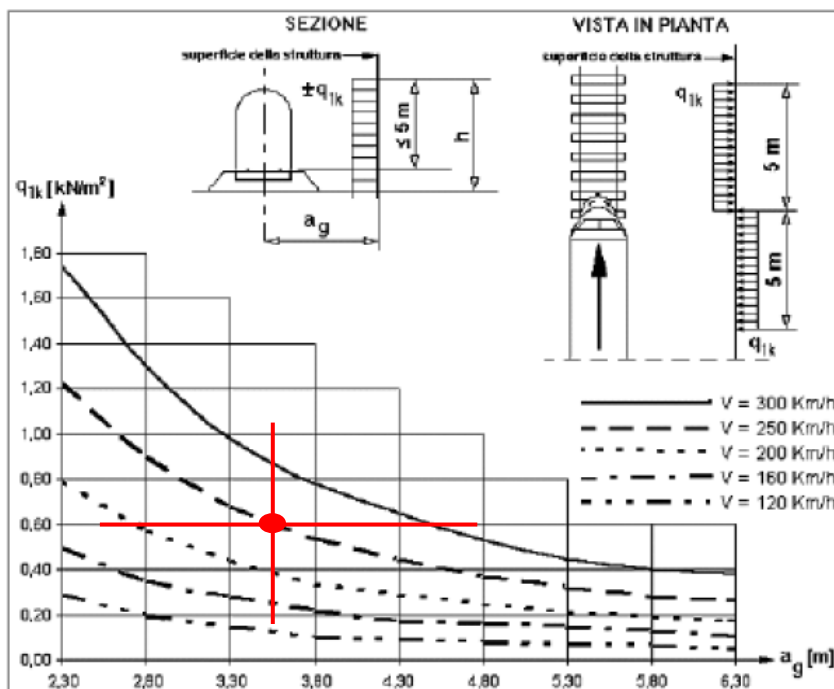 SEZIONE
VISTA IN PIANTA
superficie della struttura
superficio della struttura
±q1k
≤ 5 m
h
a g
q1k
5 m
5 m
q1k
q1k [kN/m²]
1,80
1,60
1,40
1,20
1,00
0,80
0,60
0,40
0,20
0,00
2,30 2,80 3,30 3,80 4,30 4,80 5,30 5,80 6,30
a g [m]
V = 300 Km/h
V = 250 Km/h
V = 200 Km/h
V = 160 Km/h
V = 120 Km/h